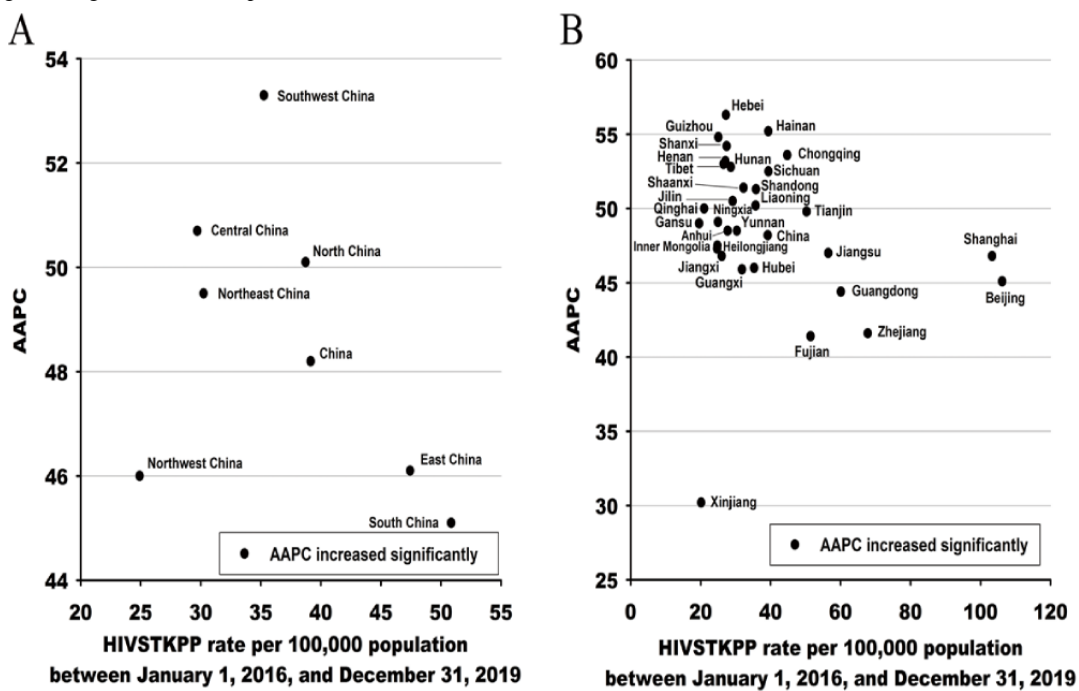 A
54
52
50
48
46
44
AAPC
Southwest China
Central China
North China
Northeast China
China
Northwest China
East China
South China
AAPC increased significantly
20 25 30 35 40 45 50 55
HIVSTKPP rate per 100,000 population
between January 1, 2016, and December 31, 2019
B
60
55
50
45
40
35
30
25
AAPC
Hebei
Guizhou
Hainan
Shanxi
Henan
Hunan
Chongqing
Tibet
Sichuan
Shaanxi
Shandong
Jilin
Liaoning
Qinghai
Ningxia
Tianjin
Gansu
Yunnan
Anhui
China
Inner Mongolia
Heilongjiang
Jiangsu
Shanghai
Jiangxi
Hubei
Guangxi
Guangdong
Beijing
Zhejiang
Fujian
Xinjiang
AAPC increased significantly
0 20 40 60 80 100 120
HIVSTKPP rate per 100,000 population
between January 1, 2016, and December 31, 2019